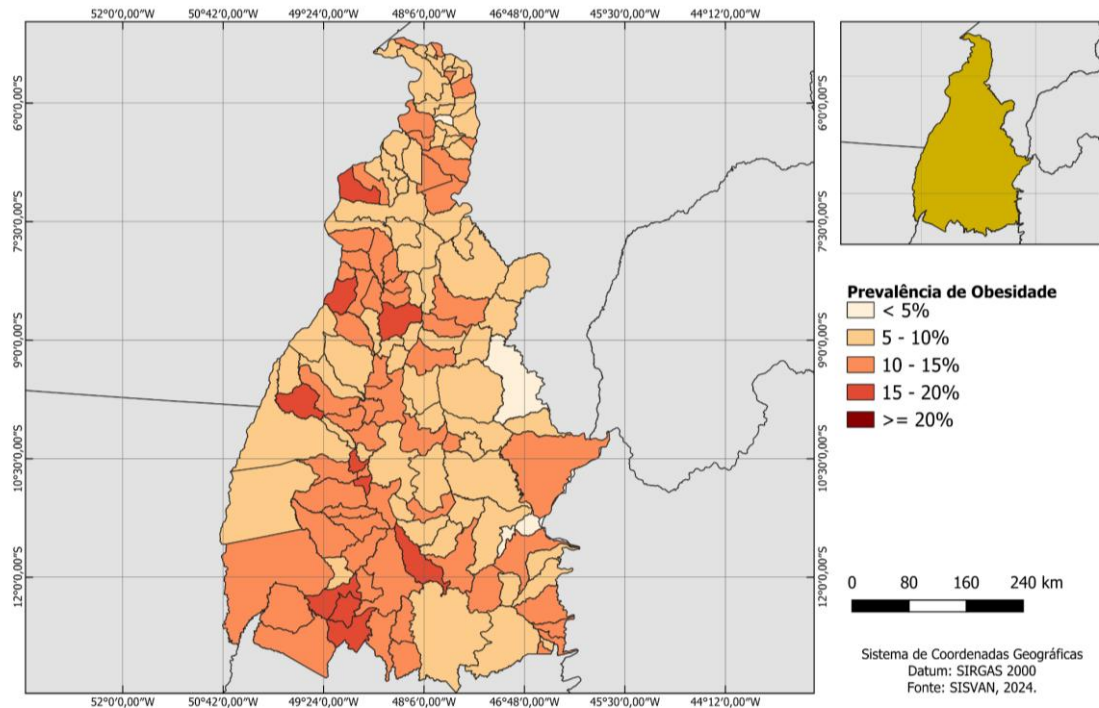 52°0'0,00"W 50°42'0,00"W 49°24'0,00"W 48°6'0,00"W 46°48'0,00"W 45°30'0,00"W 44°12'0,00"W
6°0'0,00"S 6°0'0,00"S
7°30'0,00"S 7°30'0,00"S
9°0'0,00"S 9°0'0,00"S
10°30'0,00"S 10°30'0,00"S
12°0'0,00"S 12°0'0,00"S
52°0'0,00"W 50°42'0,00"W 49°24'0,00"W 48°6'0,00"W 46°48'0,00"W 45°30'0,00"W 44°12'0,00"W
Prevalência de Obesidade
< 5%
5 - 10%
10 - 15%
15 - 20%
>= 20%
0 80 160 240 km
Sistema de Coordenadas Geográficas
Datum: SIRGAS 2000
Fonte: SISVAN, 2024.